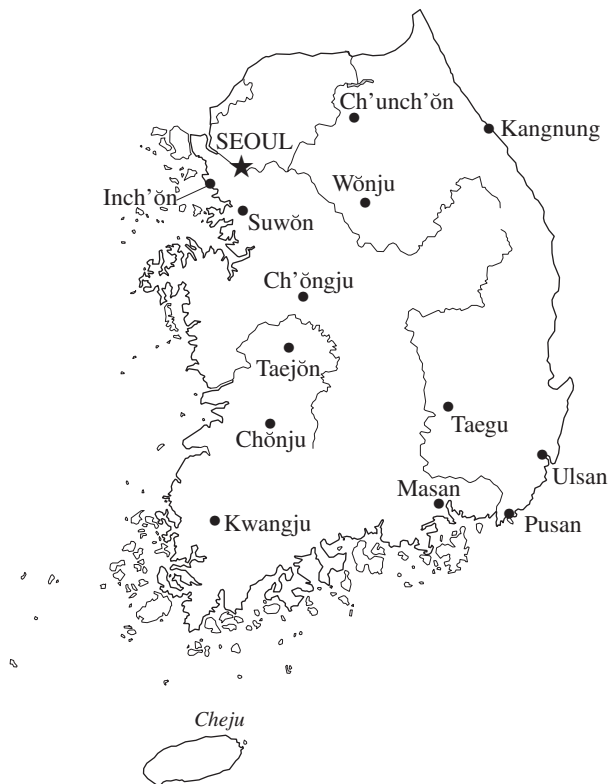 Ch'unch'ŏn
Kangnung
SEOUL
Inch'ŏn
Wŏnju
Suwŏn
Ch'ŏngju
Taejŏn
Taegu
Chŏnju
Ulsan
Masan
Pusan
Kwangju
Cheju